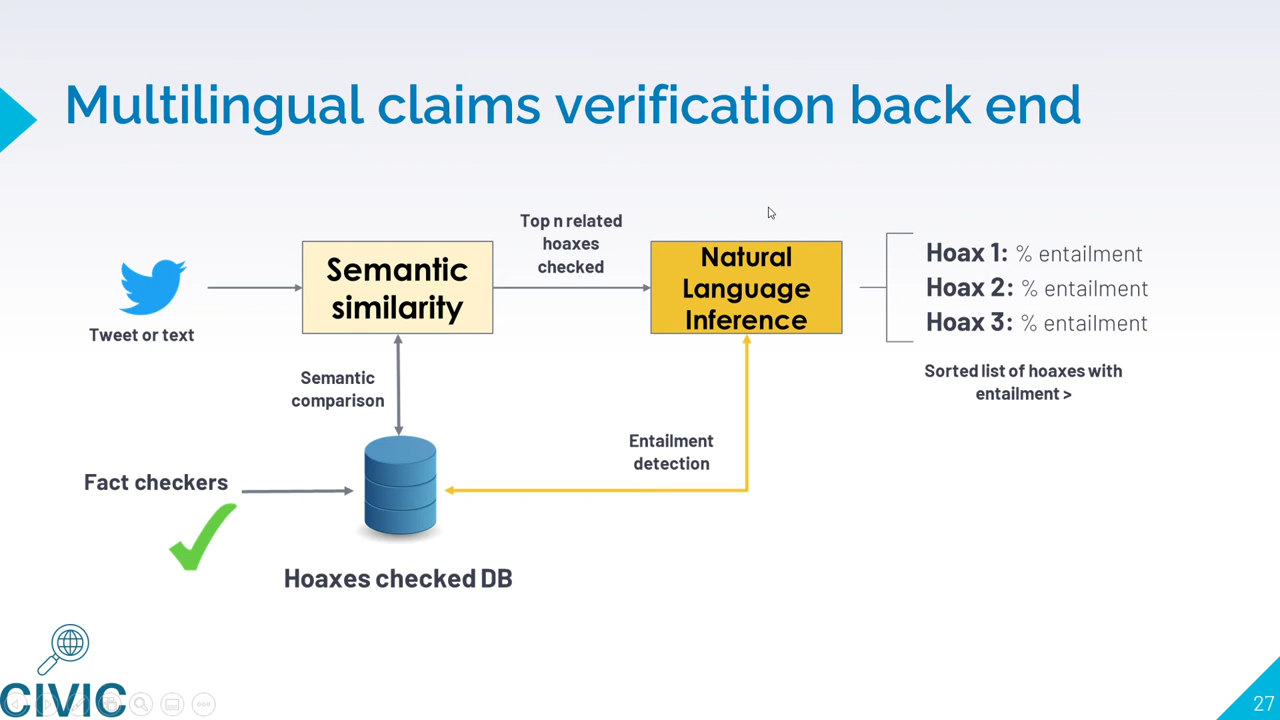 Multilingual claims verification back end
Top n related
hoaxes
checked
Tweet or text
Semantic
similarity
Natural
Language
Inference
Hoax 1: % entailment
Hoax 2: % entailment
Hoax 3: % entailment
Sorted list of hoaxes with
entailment >
Semantic
comparison
Entailment
detection
Fact checkers
Hoaxes checked DB
CIVIC
27